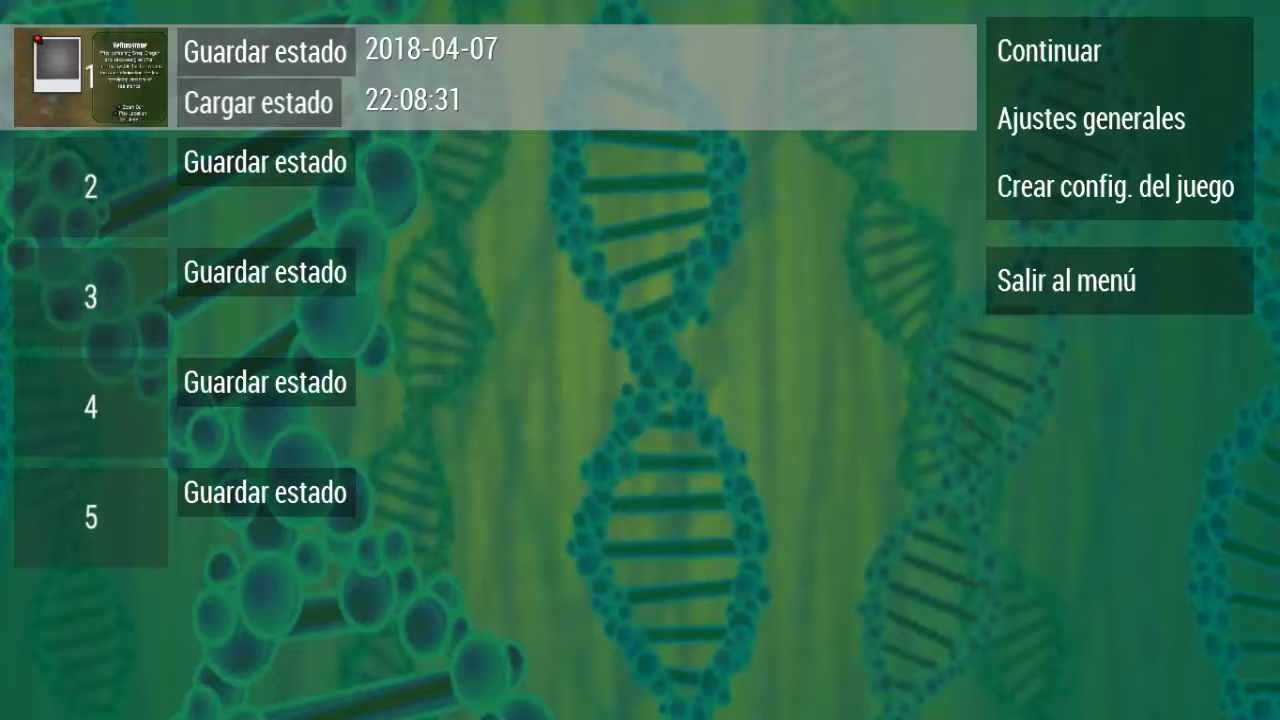 1
Guardar estado
2018-04-07
Cargar estado
22:08:31
2
Guardar estado
3
Guardar estado
4
Guardar estado
5
Guardar estado
Continuar
Ajustes generales
Crear config. del juego
Salir al menú